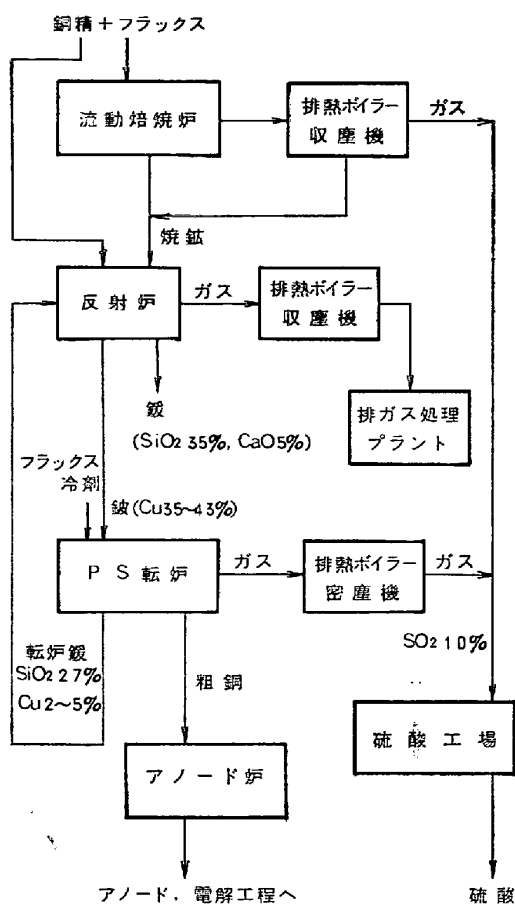 銅精+フラックス
流動焙焼炉
排熱ボイラー
収塵機
ガス
焼鉱
反射炉
ガス
排熱ボイラー
収塵機
鍰
(SiO2 35%, CaO5%)
排ガス処理
プラント
フラックス
冷剤
鈹(Cu35~43%)
PS転炉
ガス
排熱ボイラー
密塵機
ガス
SO2 10%
転炉鍰
SiO2 27%
Cu2~5%
粗銅
硫酸工場
アノード炉
アノード,電解工程へ
硫酸